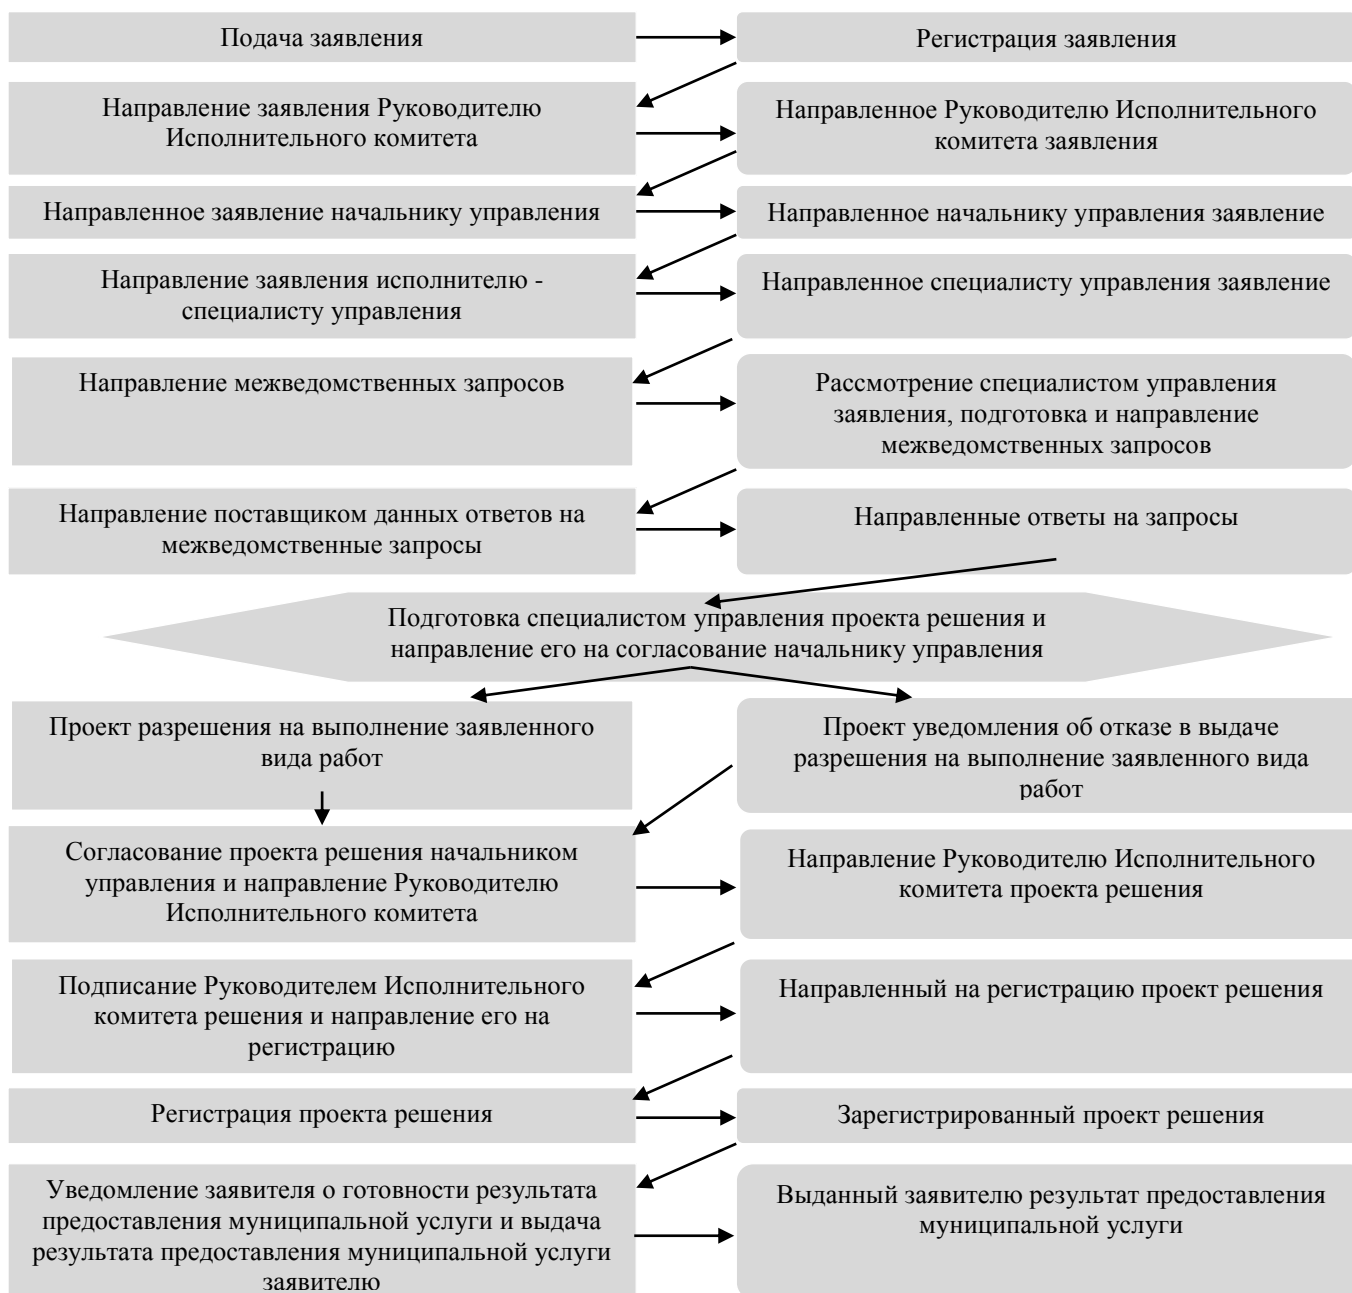 Подача заявления
Регистрация заявления
Направление заявления Руководителю
Исполнительного комитета
Направленное Руководителю Исполнительного
комитета заявления
Направленное заявление начальнику управления
Направленное начальнику управления заявление
Направление заявления исполнителю -
специалисту управления
Направленное специалисту управления заявление
Направление межведомственных запросов
Рассмотрение специалистом управления
заявления, подготовка и направление
межведомственных запросов
Направление поставщиком данных ответов на
межведомственные запросы
Направленные ответы на запросы
Подготовка специалистом управления проекта решения и
направление его на согласование начальнику управления
Проект разрешения на выполнение заявленного
вида работ
Проект уведомления об отказе в выдаче
разрешения на выполнение заявленного вида
работ
Согласование проекта решения начальником
управления и направление Руководителю
Исполнительного комитета
Направление Руководителю Исполнительного
комитета проекта решения
Подписание Руководителем Исполнительного
комитета решения и направление его на
регистрацию
Направленный на регистрацию проект решения
Регистрация проекта решения
Зарегистрированный проект решения
Уведомление заявителя о готовности результата
предоставления муниципальной услуги и выдача
результата предоставления муниципальной услуги
заявителю
Выданный заявителю результат предоставления
муниципальной услуги